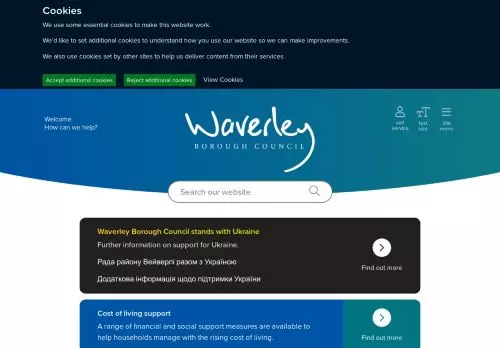 Cookies
We use some essential cookies to make this website work.
We'd like to set additional cookies to understand how you use our website so we can make improvements.
We also use cookies set by other sites to help us deliver content from their services.
Accept additional cookies
Reject additional cookies
View Cookies
Welcome
How can we help?
Waverley
BOROUGH COUNCIL
self
service
text
size
site
menu
Search our website
Waverley Borough Council stands with Ukraine
Further information on support for Ukraine.
Рада району Вейверлі разом з Україною
Додаткова інформація щодо підтримки України
Find out more
Cost of living support
A range of financial and social support measures are available to
help households manage with the rising cost of living.
Find out more